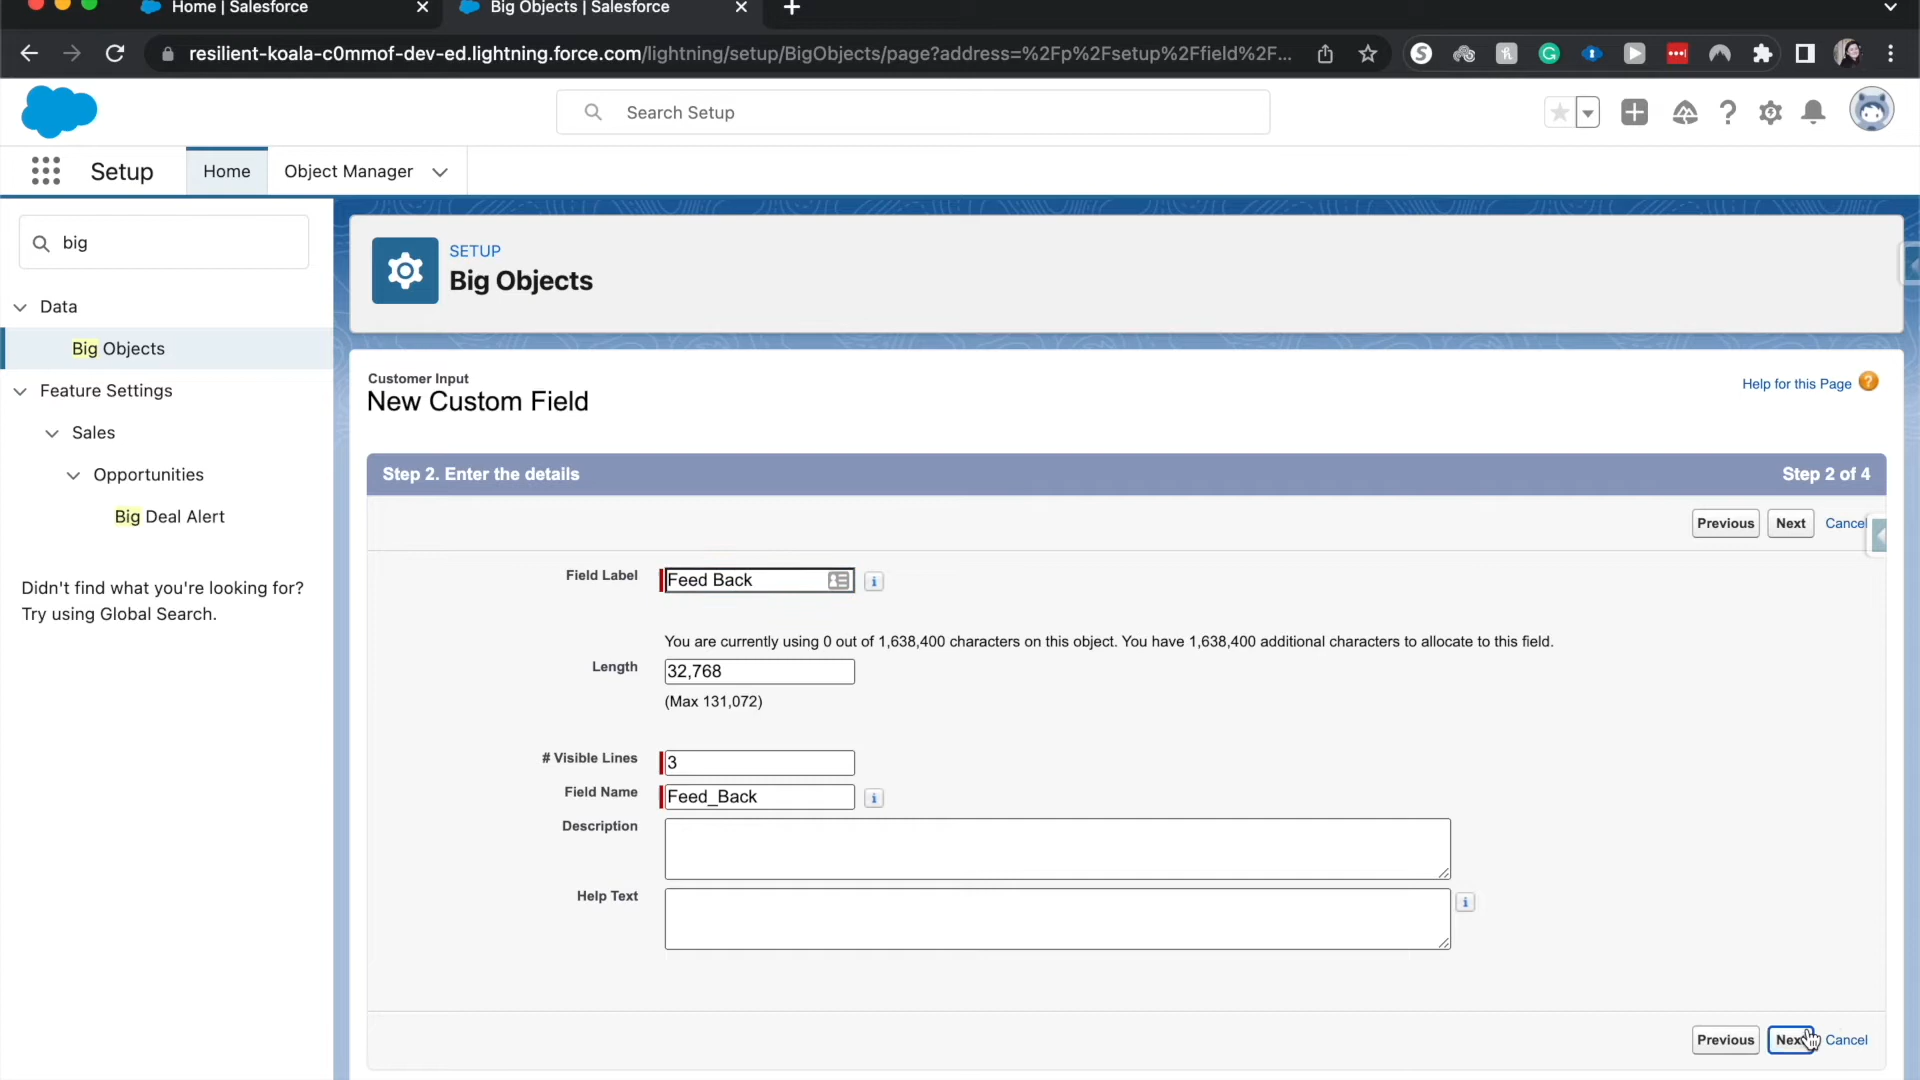 Home | Salesforce
Big Objects | Salesforce
resilient-koala-c0mmof-dev-ed.lightning.force.com/lightning/setup/BigObjects/page?address=%2Fp%2Fsetup%2Ffield%2F...
Search Setup
Setup
Home
Object Manager
big
Data
Big Objects
Feature Settings
Sales
Opportunities
Big Deal Alert
Didn't find what you're looking for?
Try using Global Search.
SETUP
Big Objects
Customer Input
New Custom Field
Help for this Page
Step 2. Enter the details
Step 2 of 4
Previous
Next
Cancel
Field Label
Feed Back
You are currently using 0 out of 1,638,400 characters on this object. You have 1,638,400 additional characters to allocate to this field.
Length
32,768
(Max 131,072)
# Visible Lines
3
Field Name
Feed_Back
Description
Help Text
Previous
Next
Cancel